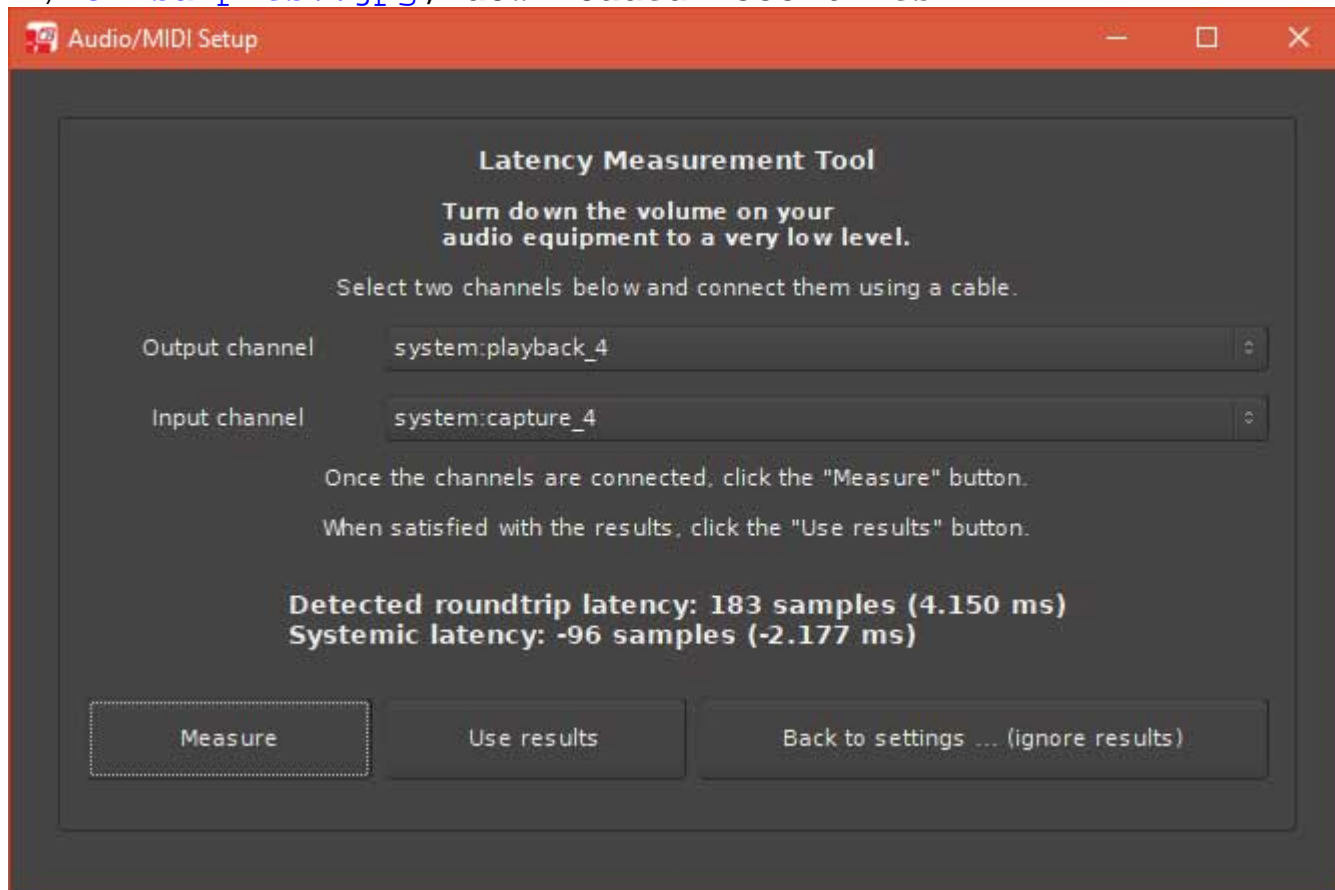 Audio/MIDI Setup
Latency Measurement Tool
Turn down the volume on your
audio equipment to a very low level.
Select two channels below and connect them using a cable.
Output channel system:playback_4
Input channel system:capture_4
Once the channels are connected, click the "Measure" button.
When satisfied with the results, click the "Use results" button.
Detected roundtrip latency: 183 samples (4.150 ms)
Systemic latency: -96 samples (-2.177 ms)
Measure Use results Back to settings ... (ignore results)